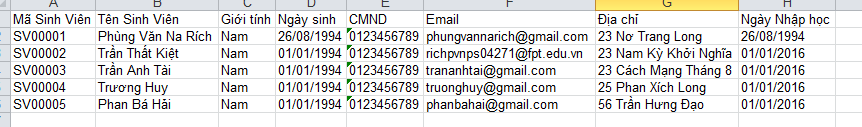 A B C D E F G H
Mã Sinh Viên Tên Sinh Viên Giới tính Ngày sinh CMND Email Địa chỉ Ngày Nhập học
SV00001 Phùng Văn Na Rích Nam 26/08/1994 0123456789 phungvannarich@gmail.com 23 Nơ Trang Long 26/08/1994
SV00002 Trần Thất Kiệt Nam 01/01/1994 0123456789 richpvnps04271@fpt.edu.vn 23 Nam Kỳ Khởi Nghĩa 01/01/2016
SV00003 Trần Anh Tài Nam 01/01/1994 0123456789 trananhtai@gmail.com 23 Cách Mạng Tháng 8 01/01/2016
SV00004 Trương Huy Nam 01/01/1994 0123456789 truonghuy@gmail.com 25 Phan Xích Long 01/01/2016
SV00005 Phan Bá Hải Nam 01/01/1994 0123456789 phanbahai@gmail.com 56 Trần Hưng Đạo 01/01/2016